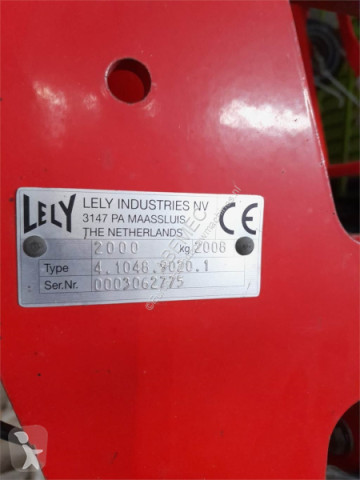 LELY
LELY INDUSTRIES NV
3147 PA MAASSLUIS
THE NETHERLANDS
CE
2000 kg 2006
Type 4.1048.9020.1
Ser.Nr. 0003062775